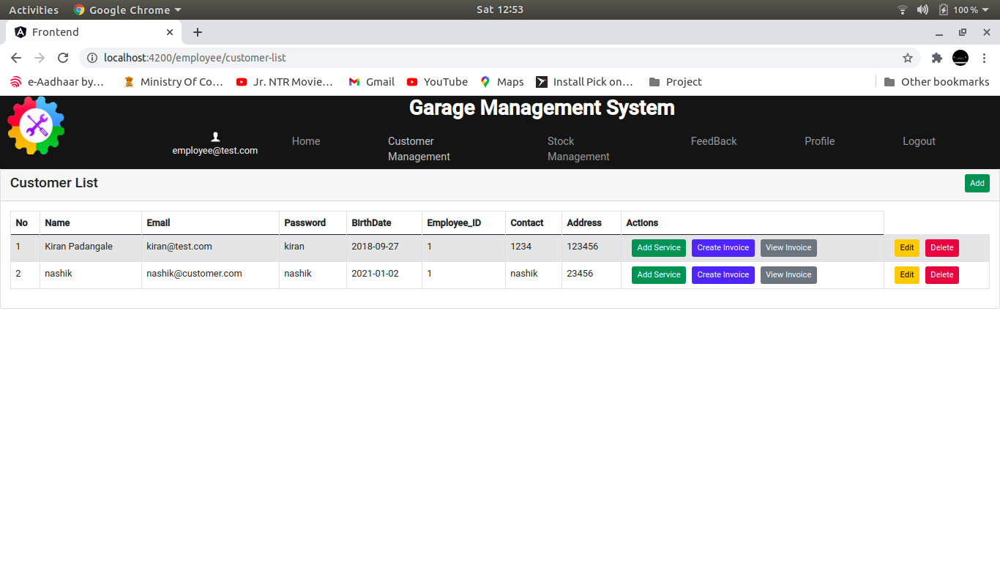 Activities Google Chrome Sat 12:53 100%
Frontend
localhost:4200/employee/customer-list
e-Aadhaar by... Ministry Of Co... Jr. NTR Movie... Gmail YouTube Maps Install Pick on... Project Other bookmarks
Garage Management System
employee@test.com
Home
Customer Management
Stock Management
FeedBack
Profile
Logout
Customer List Add
No Name Email Password BirthDate Employee_ID Contact Address Actions
1 Kiran Padangale kiran@test.com kiran 2018-09-27 1 1234 123456 Add Service Create Invoice View Invoice Edit Delete
2 nashik nashik@customer.com nashik 2021-01-02 1 nashik 23456 Add Service Create Invoice View Invoice Edit Delete